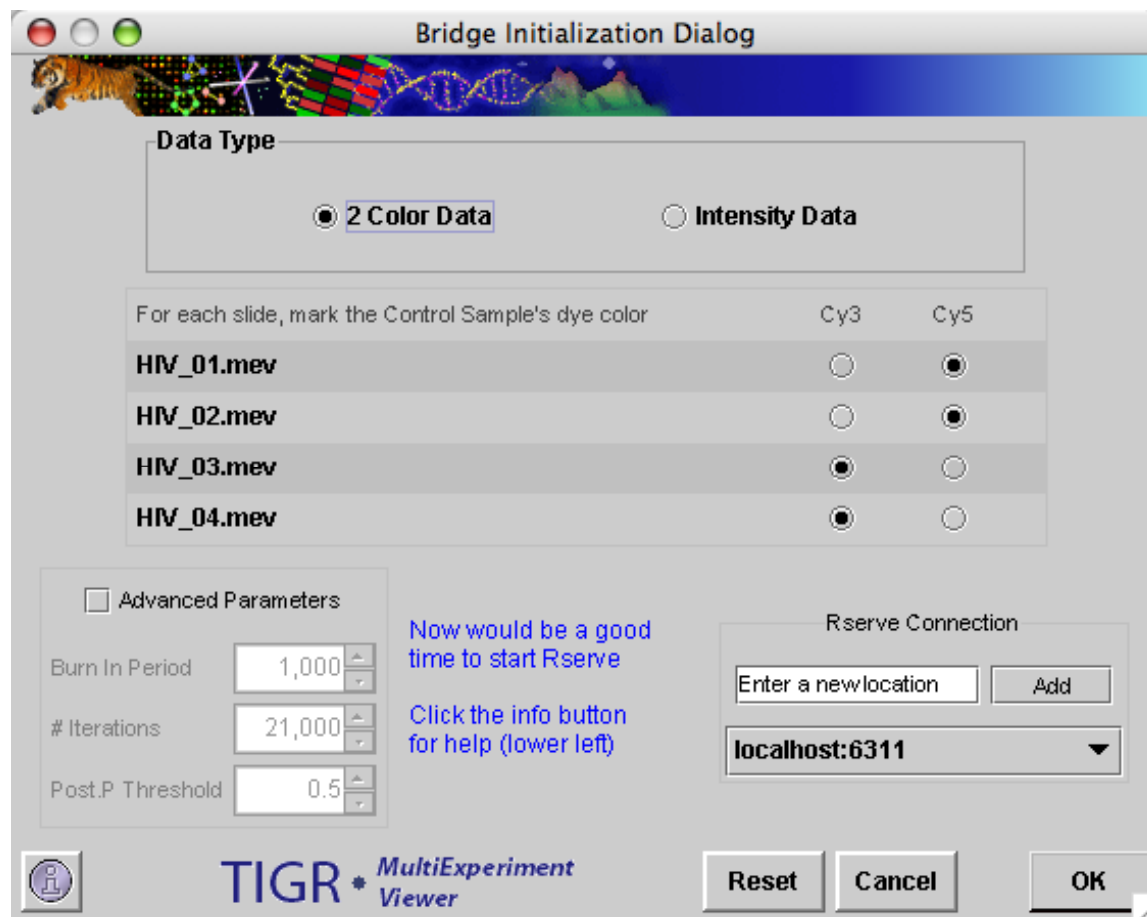 Bridge Initialization Dialog
Data Type
2 Color Data Intensity Data
For each slide, mark the Control Sample's dye color Cy3 Cy5
HIV_01.mev
HIV_02.mev
HIV_03.mev
HIV_04.mev
Advanced Parameters
Burn In Period 1,000
# Iterations 21,000
Post.P Threshold 0.5
Now would be a good
time to start Rserve
Click the info button
for help (lower left)
Rserve Connection
Enter a new location Add
localhost:6311
TIGR MultiExperiment
Viewer
Reset Cancel OK